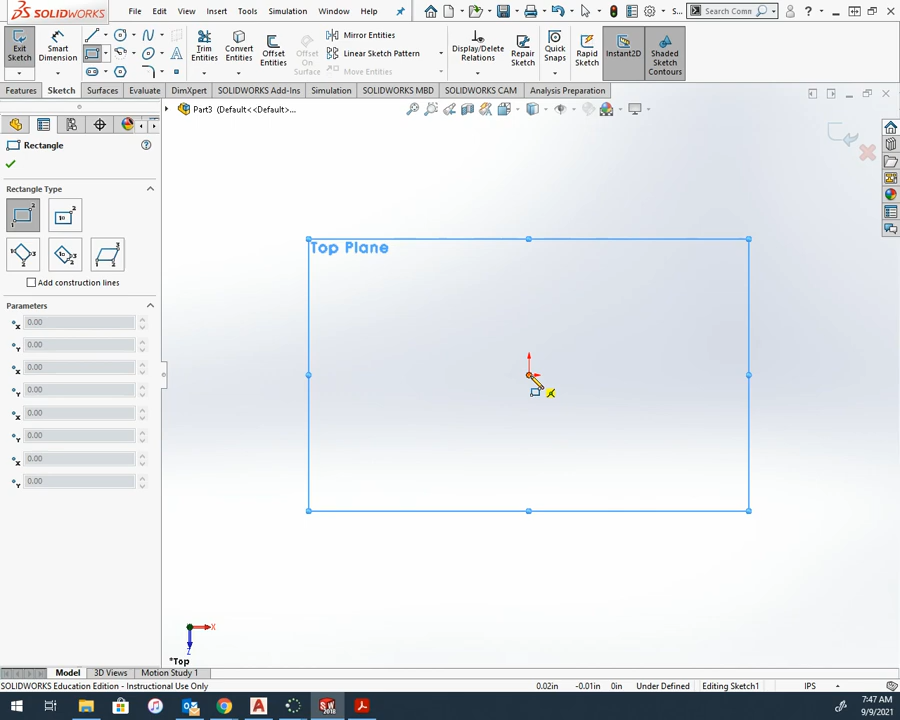 SOLIDWORKS File Edit View Insert Tools Simulation Window Help S... Search Comm
Exit Sketch
Smart Dimension
Trim Entities
Convert Entities
Offset Entities
Offset On Surface
Mirror Entities
Linear Sketch Pattern
Move Entities
Display/Delete Relations
Repair Sketch
Quick Snaps
Rapid Sketch
Instant2D
Shaded Sketch Contours
Features Sketch Surfaces Evaluate DimXpert SOLIDWORKS Add-Ins Simulation SOLIDWORKS MBD SOLIDWORKS CAM Analysis Preparation
Part3 (Default<<Default>...
Rectangle
Rectangle Type
Add construction lines
Parameters
X 0.00
Y 0.00
X 0.00
Y 0.00
X 0.00
Y 0.00
X 0.00
Y 0.00
Top Plane
X
Z
*Top
Model 3D Views Motion Study 1
SOLIDWORKS Education Edition - Instructional Use Only 0.02in -0.01in 0in Under Defined Editing Sketch1 IPS
7:47 AM
9/9/2021